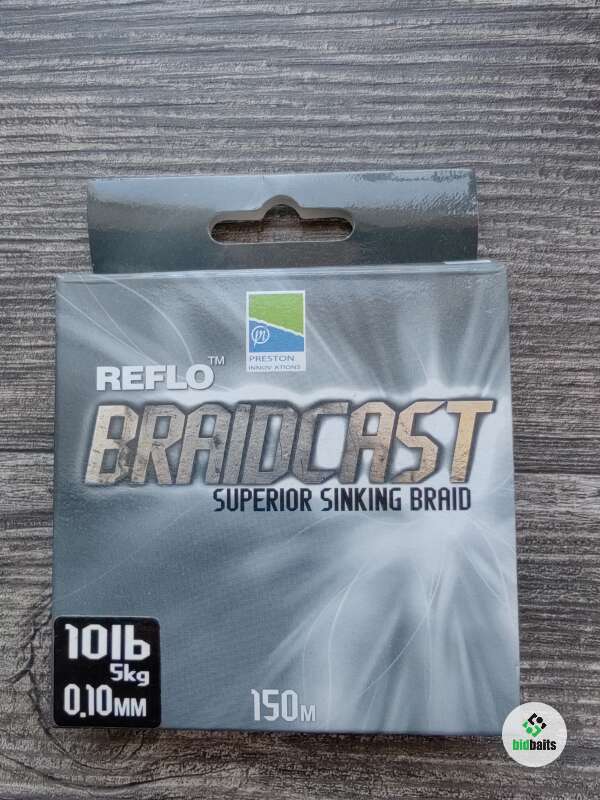 PRESTON
INNOVATIONS
REFLO™
BRAIDCAST
SUPERIOR SINKING BRAID
10lb
5kg
0.10MM
150M
bidbaits